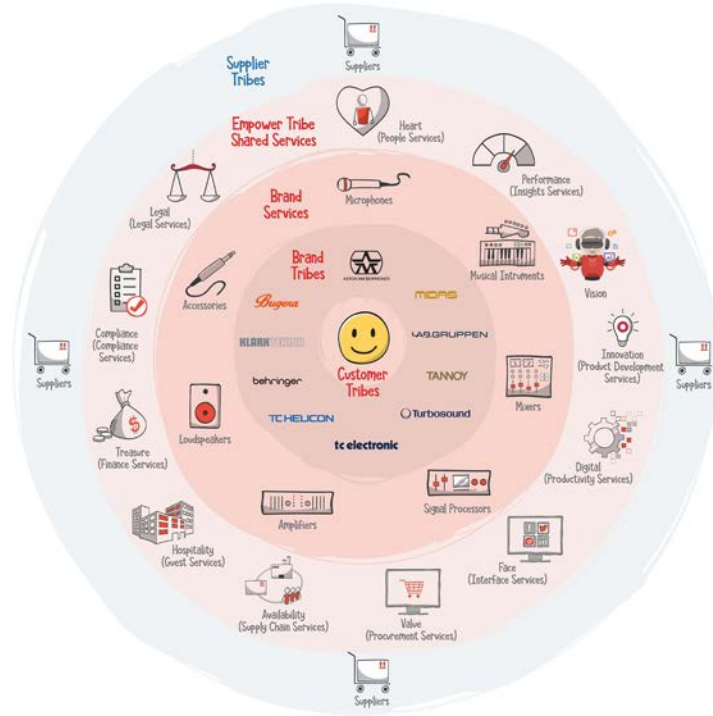 Suppliers
Supplier
Tribes
Empower Tribe
Shared Services
Heart
(People Services)
Performance
(Insights Services)
Legal
(Legal Services)
Brand
Services
Microphones
Musical Intruments
Vision
Brand
Tribes
ASTON MICROPHONES
Accessories
Bugera
MIDAS
Compliance
(Compliance
Services)
KLARK TEKNIK
LAB.GRUPPEN
Innovation
(Product Development
Services)
Suppliers
Suppliers
Customer
Tribes
behringer
TANNOY
Mixers
Treasure
(Finance Services)
Loudspeakers
TC HELICON
Turbosound
tc electronic
Digital
(Productivity Services)
Amplifiers
Signal Processors
Hospitality
(Guest Services)
Face
(Interface Services)
Availability
(Supply Chain Services)
Value
(Procurement Services)
Suppliers